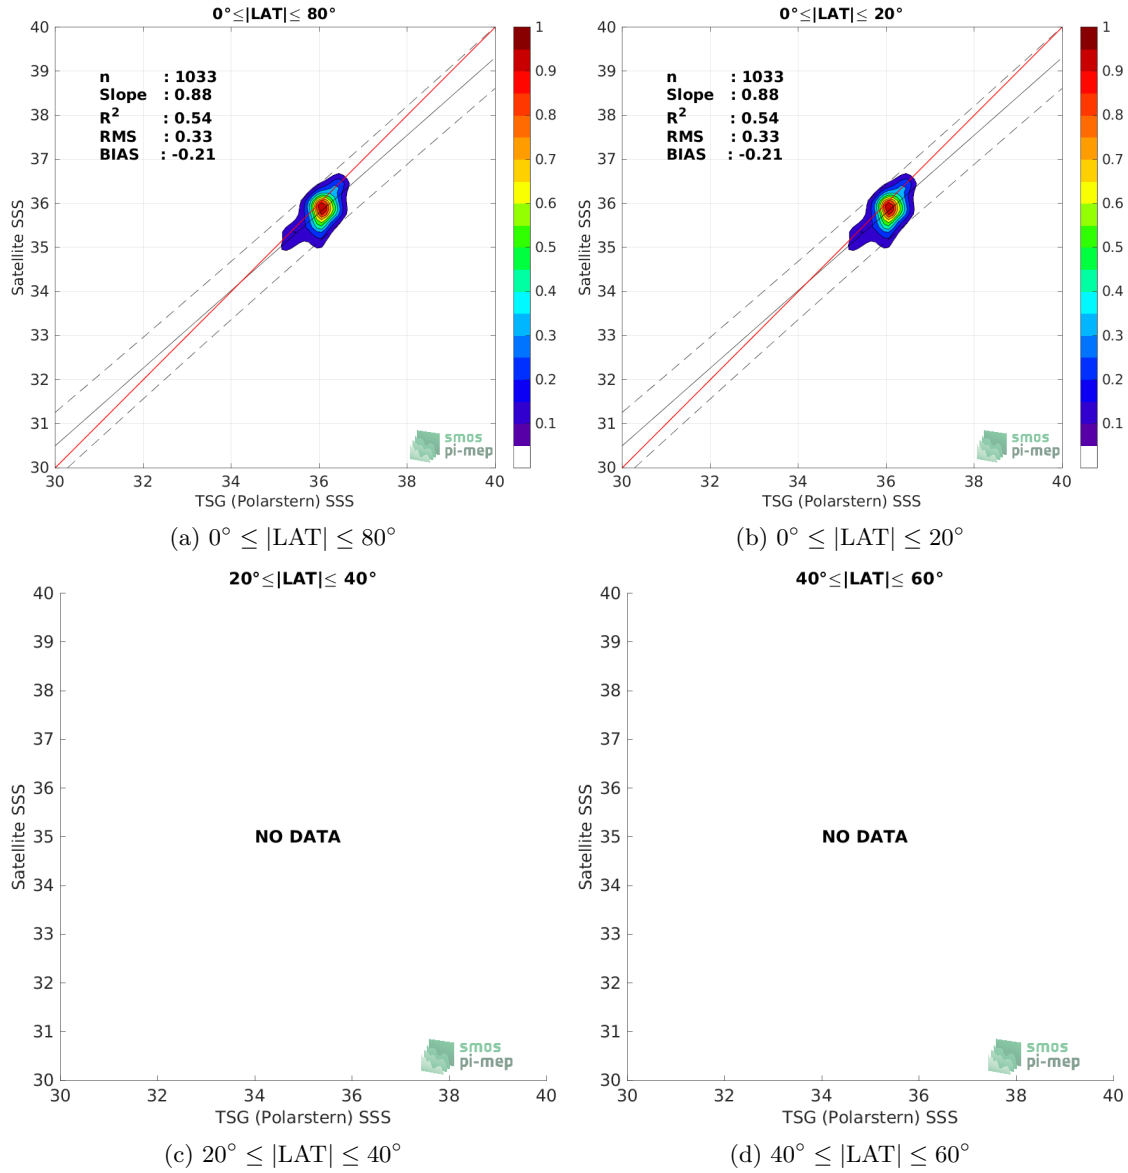 0°≤|LAT|≤ 80°
40
39
38
37
36
35
34
33
32
31
30
Satellite SSS
n : 1033
Slope : 0.88
R² : 0.54
RMS : 0.33
BIAS : -0.21
smos
pi-mep
30 32 34 36 38 40
TSG (Polarstern) SSS
1
0.9
0.8
0.7
0.6
0.5
0.4
0.3
0.2
0.1
(a) 0° ≤ |LAT| ≤ 80°
0°≤|LAT|≤ 20°
40
39
38
37
36
35
34
33
32
31
30
Satellite SSS
n : 1033
Slope : 0.88
R² : 0.54
RMS : 0.33
BIAS : -0.21
smos
pi-mep
30 32 34 36 38 40
TSG (Polarstern) SSS
1
0.9
0.8
0.7
0.6
0.5
0.4
0.3
0.2
0.1
(b) 0° ≤ |LAT| ≤ 20°
20°≤|LAT|≤ 40°
40
39
38
37
36
35
34
33
32
31
30
Satellite SSS
NO DATA
smos
pi-mep
30 32 34 36 38 40
TSG (Polarstern) SSS
(c) 20° ≤ |LAT| ≤ 40°
40°≤|LAT|≤ 60°
40
39
38
37
36
35
34
33
32
31
30
Satellite SSS
NO DATA
smos
pi-mep
30 32 34 36 38 40
TSG (Polarstern) SSS
(d) 40° ≤ |LAT| ≤ 60°